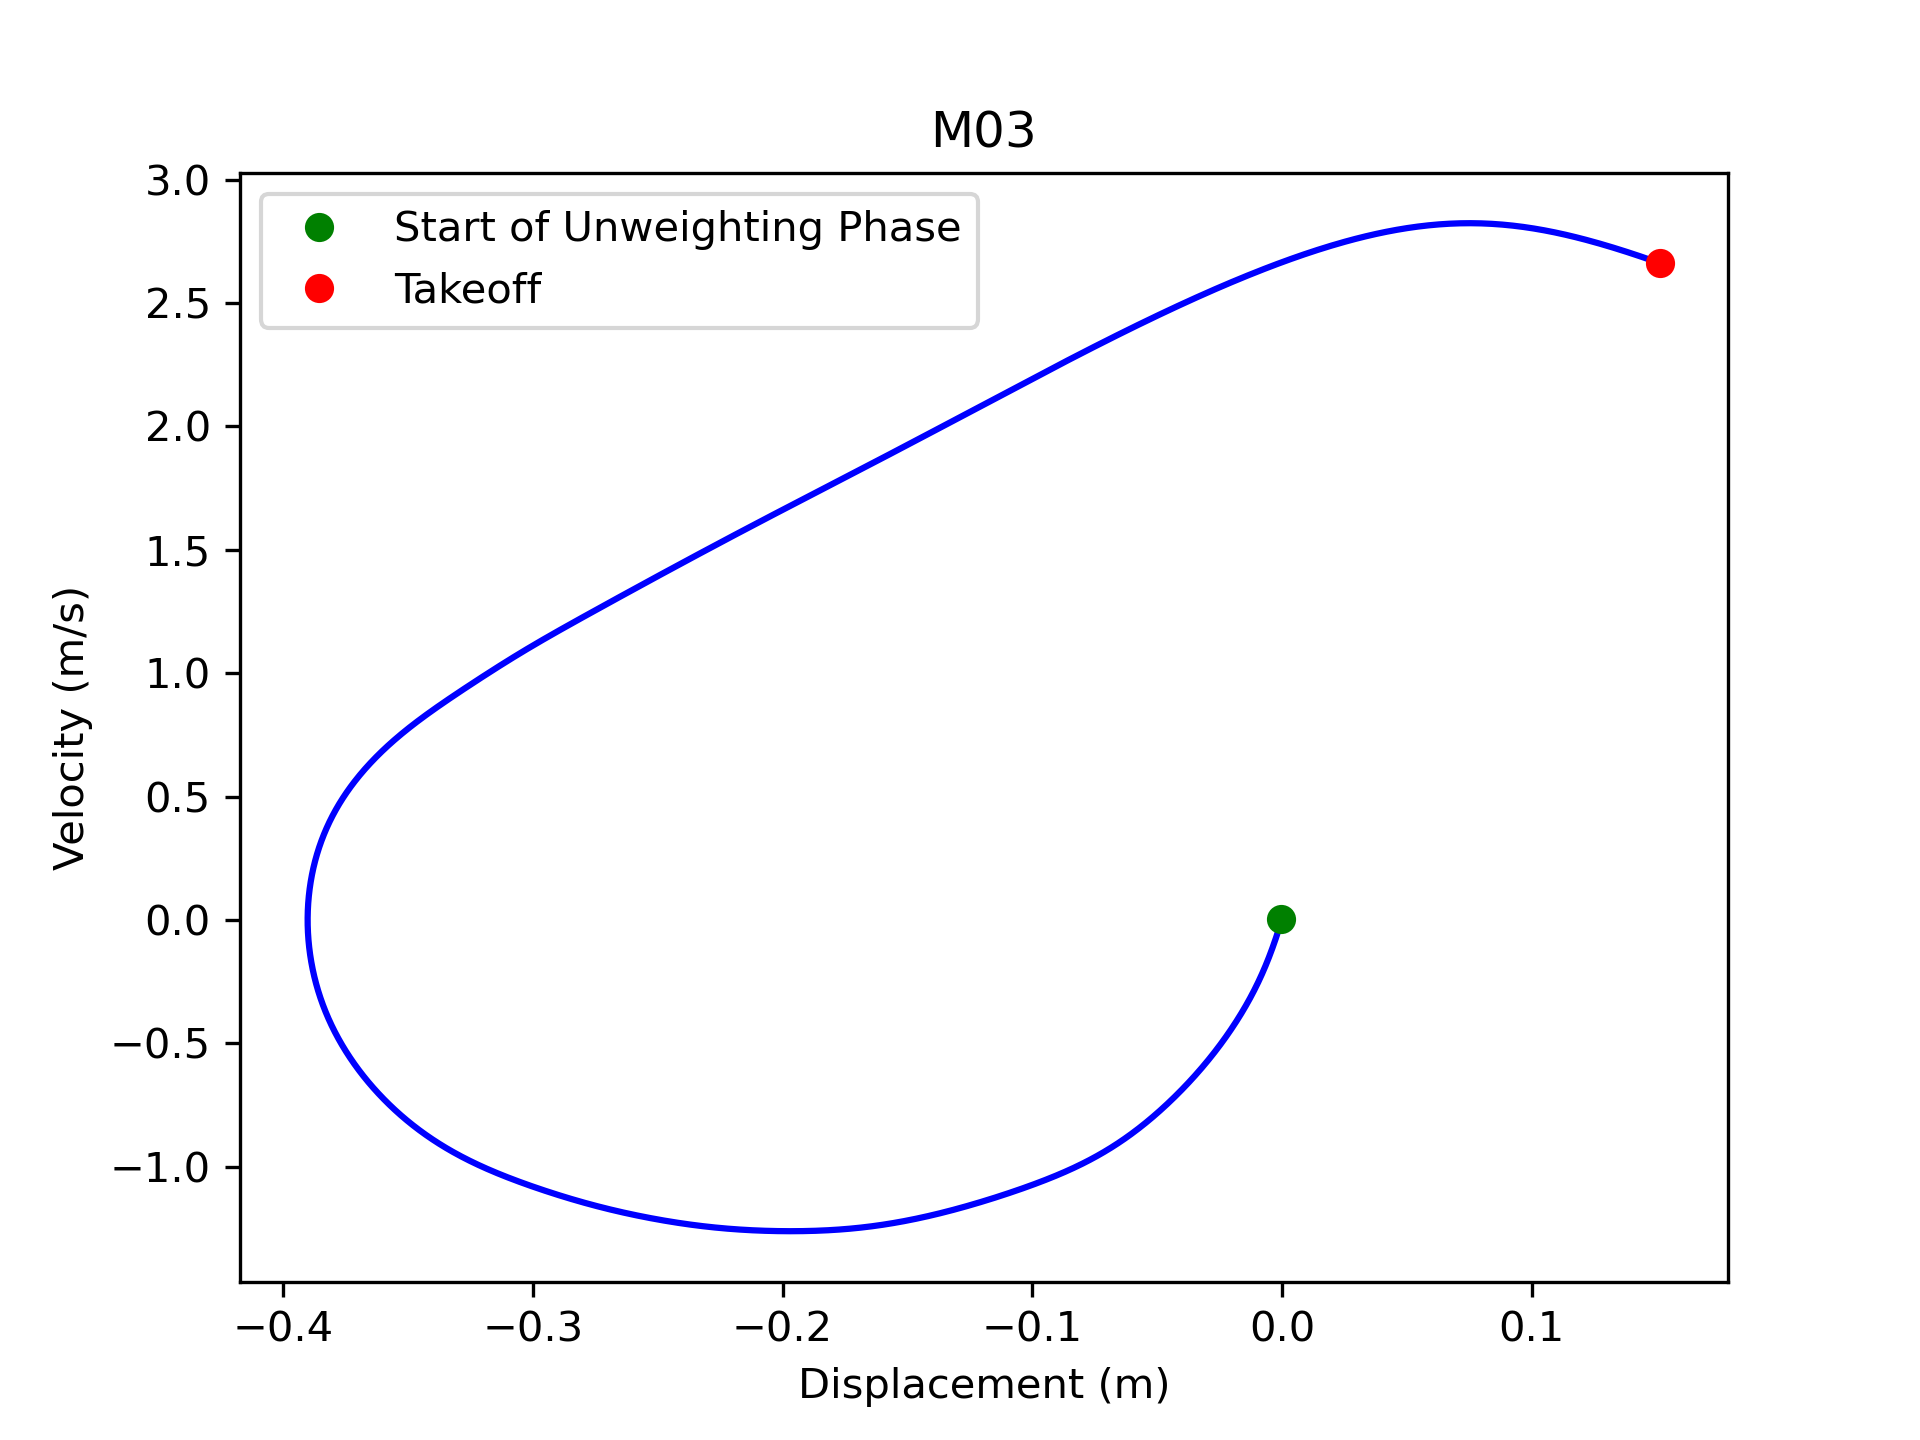 M03
Start of Unweighting Phase
Takeoff
3.0
2.5
2.0
1.5
1.0
0.5
0.0
−0.5
−1.0
Velocity (m/s)
−0.4 −0.3 −0.2 −0.1 0.0 0.1
Displacement (m)